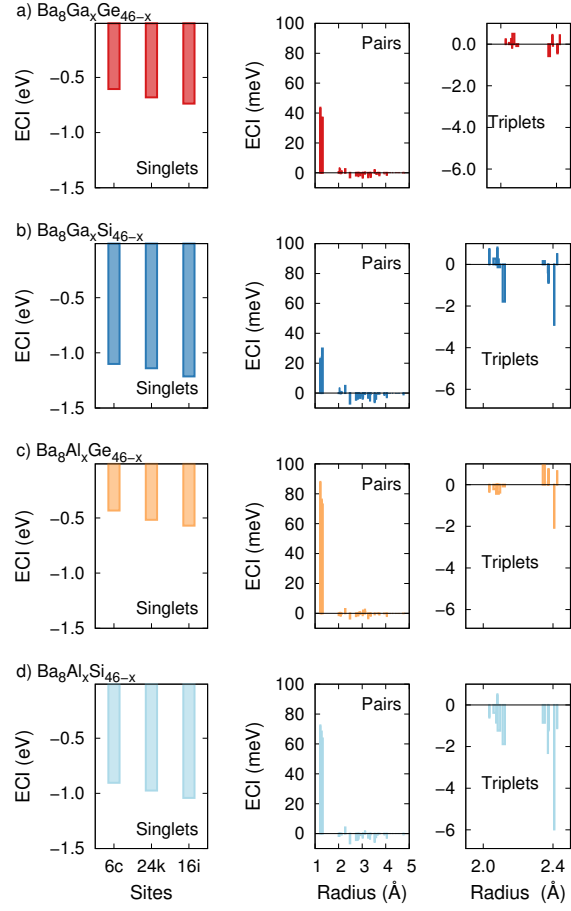 a) Ba8GaxGe46−x
ECI (eV)
−0.5
−1.0
−1.5
Singlets
ECI (meV)
100
80
60
40
20
0
Pairs
0.0
−2.0
−4.0
−6.0
Triplets
b) Ba8GaxSi46−x
ECI (eV)
−0.5
−1.0
−1.5
Singlets
ECI (meV)
100
80
60
40
20
0
Pairs
0
−2
−4
−6
Triplets
c) Ba8AlxGe46−x
ECI (eV)
−0.5
−1.0
−1.5
Singlets
ECI (meV)
100
80
60
40
20
0
Pairs
0
−2
−4
−6
Triplets
d) Ba8AlxSi46−x
ECI (eV)
−0.5
−1.0
−1.5
Singlets
6c 24k 16i
Sites
ECI (meV)
100
80
60
40
20
0
Pairs
1 2 3 4 5
Radius (Å)
0
−2
−4
−6
Triplets
2.0 2.4
Radius (Å)